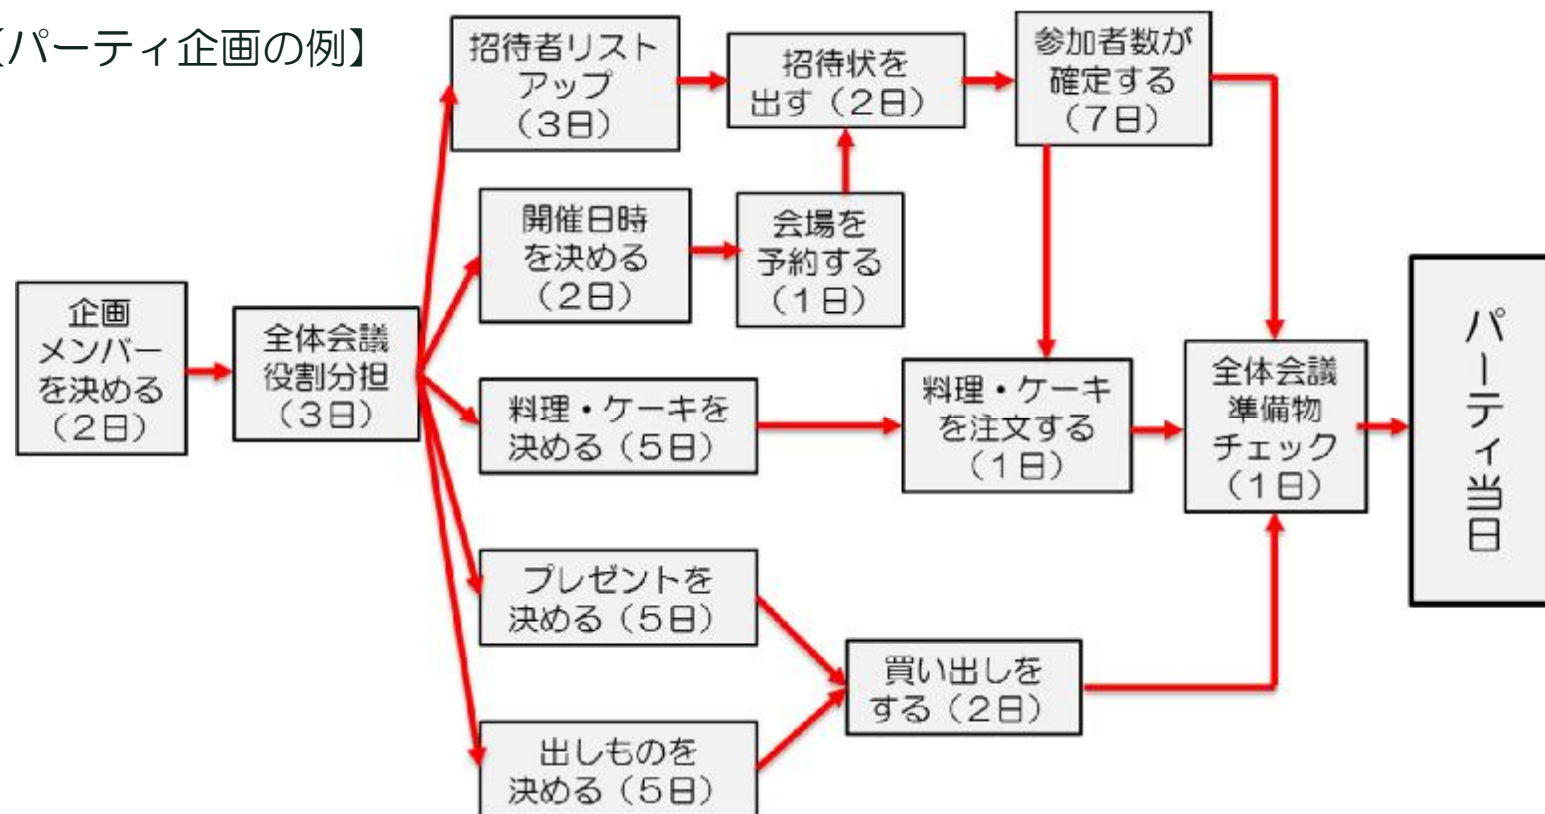 【パーティ企画の例】
招待者リスト
アップ
（３日）
招待状を
出す（２日）
参加者数が
確定する
（７日）
開催日時
を決める
（２日）
会場を
予約する
（１日）
企画
メンバー
を決める
（２日）
全体会議
役割分担
（３日）
料理・ケーキを
決める（５日）
料理・ケーキ
を注文する
（１日）
全体会議
準備物
チェック
（１日）
パーティ当日
プレゼントを
決める（５日）
買い出しを
する（２日）
出しものを
決める（５日）